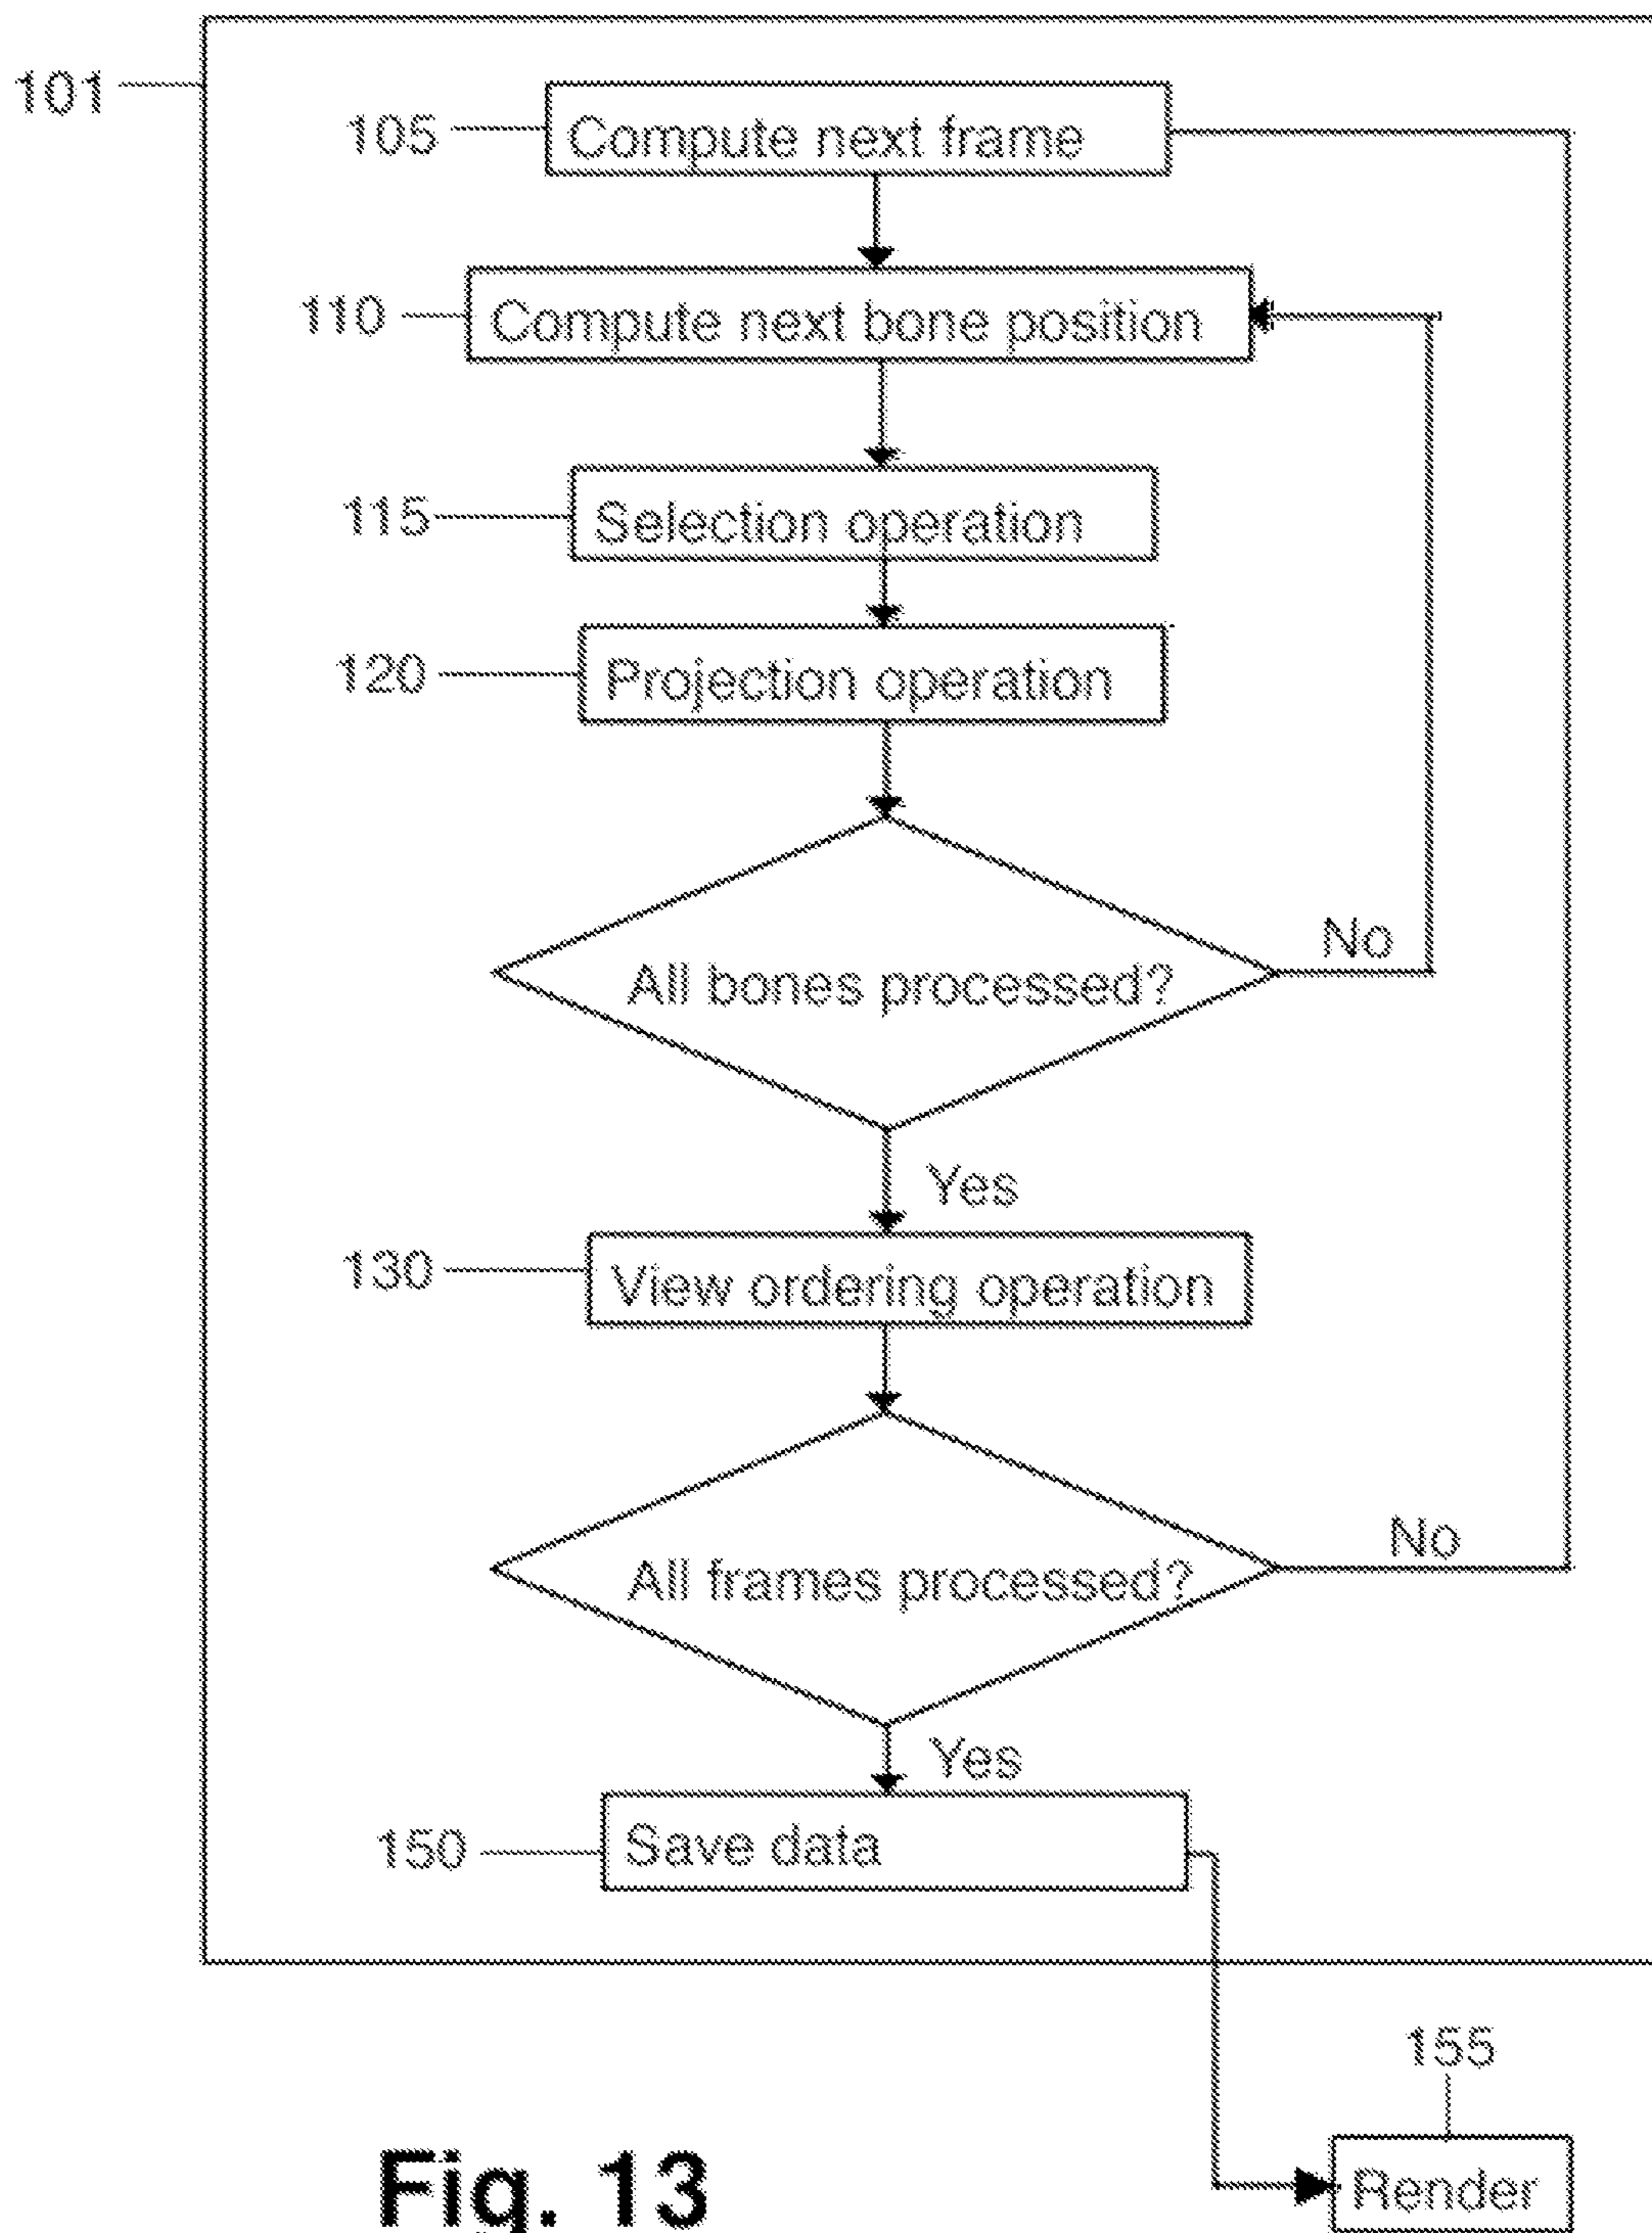 101
105 Compute next frame
110 Compute next bone position
115 Selection operation
120 Projection operation
All bones processed?
No
Yes
130 View ordering operation
All frames processed?
No
Yes
150 Save data
155
Render
Fig. 13